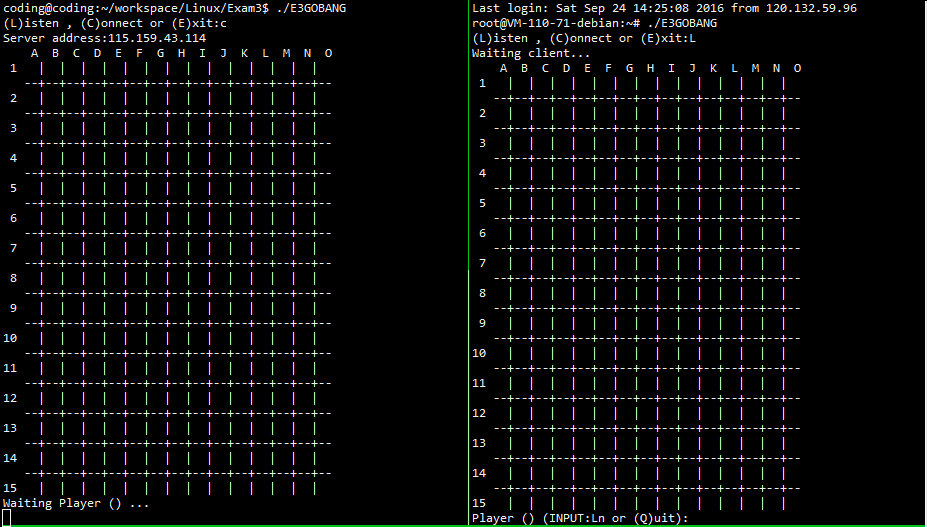 coding@coding:~/workspace/Linux/Exam3$ ./E3GOBANG
(L)isten , (C)onnect or (E)xit:c
Server address:115.159.43.114
A B C D E F G H I J K L M N O
1
2
3
4
5
6
7
8
9
10
11
12
13
14
15
Waiting Player () ...
Last login: Sat Sep 24 14:25:08 2016 from 120.132.59.96
root@VM-110-71-debian:~# ./E3GOBANG
(L)isten , (C)onnect or (E)xit:L
Waiting client...
A B C D E F G H I J K L M N O
1
2
3
4
5
6
7
8
9
10
11
12
13
14
15
Player () (INPUT:Ln or (Q)uit):